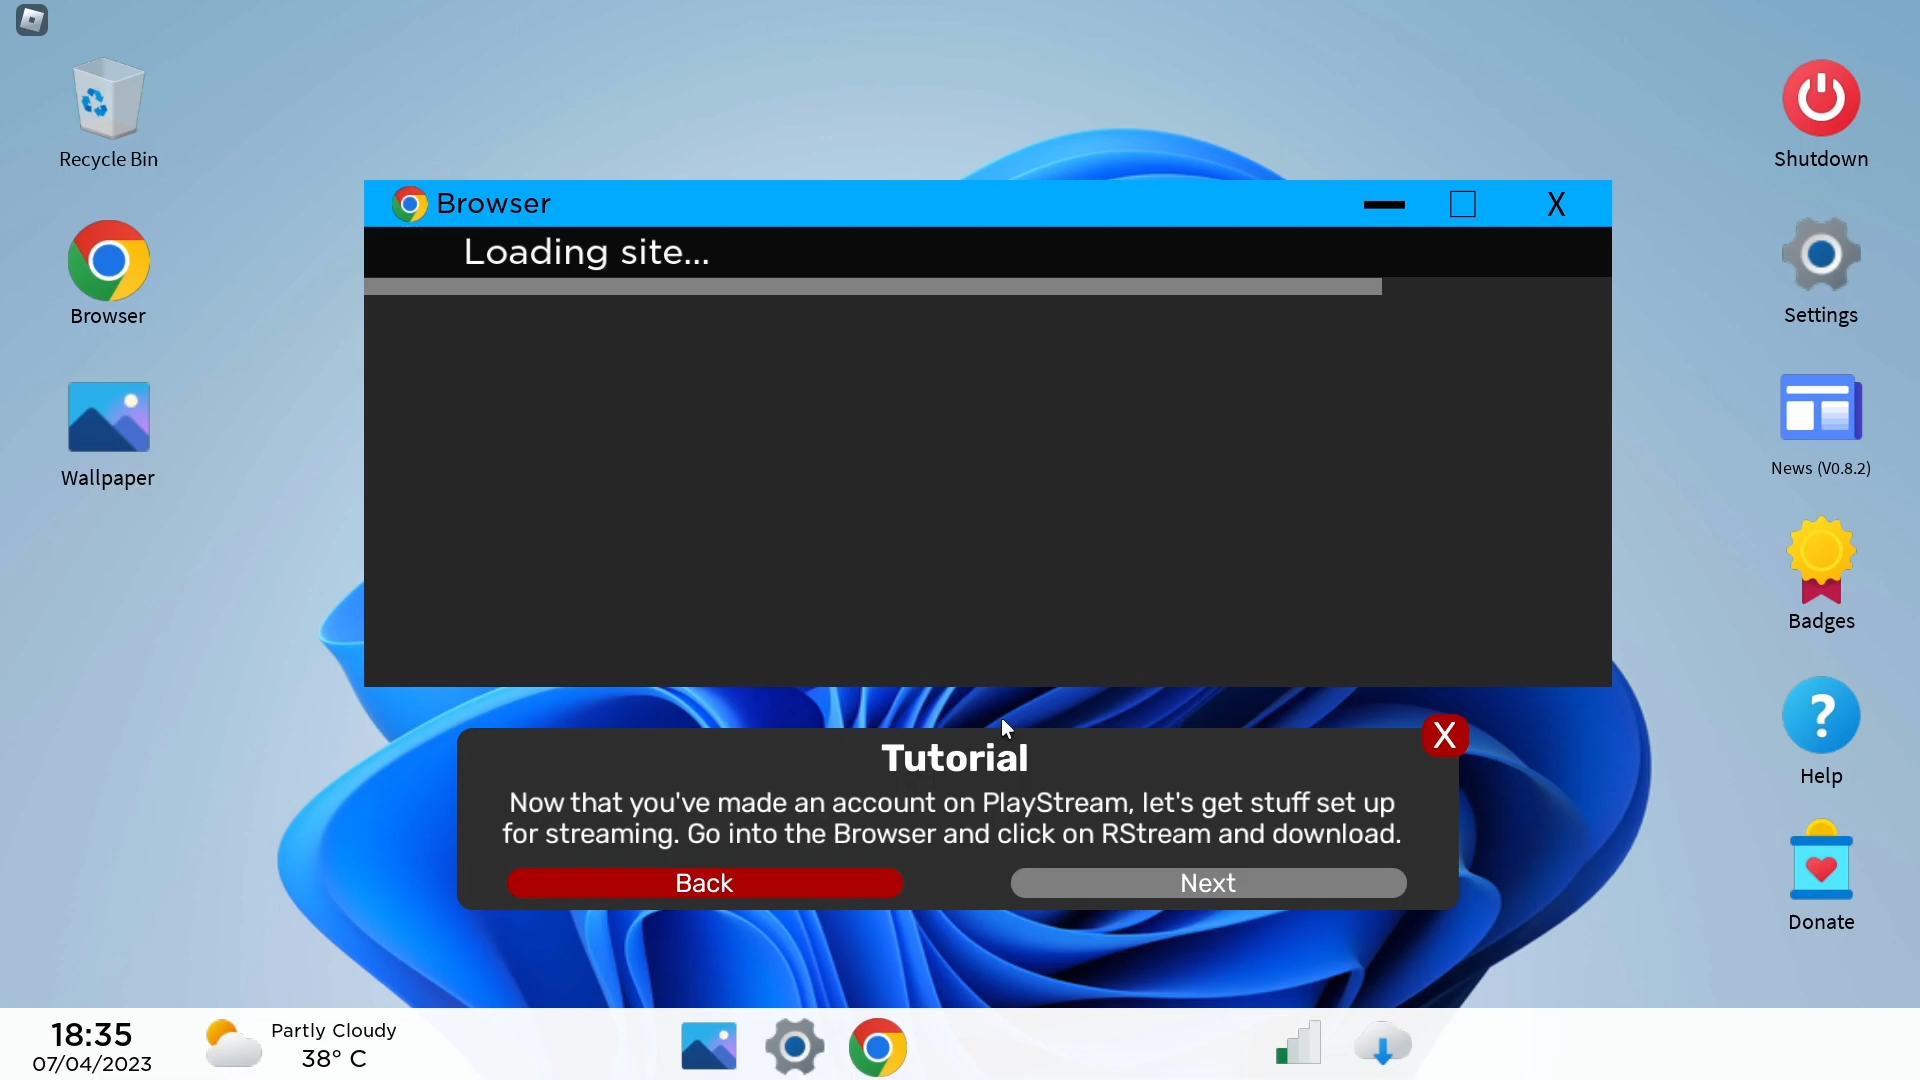 Recycle Bin
Browser
Wallpaper
Browser
X
Loading site...
Shutdown
Settings
News (V0.8.2)
Badges
?
Help
Donate
X
Tutorial
Now that you've made an account on PlayStream, let's get stuff set up
for streaming. Go into the Browser and click on RStream and download.
Back
Next
18:35
07/04/2023
Partly Cloudy
38° C